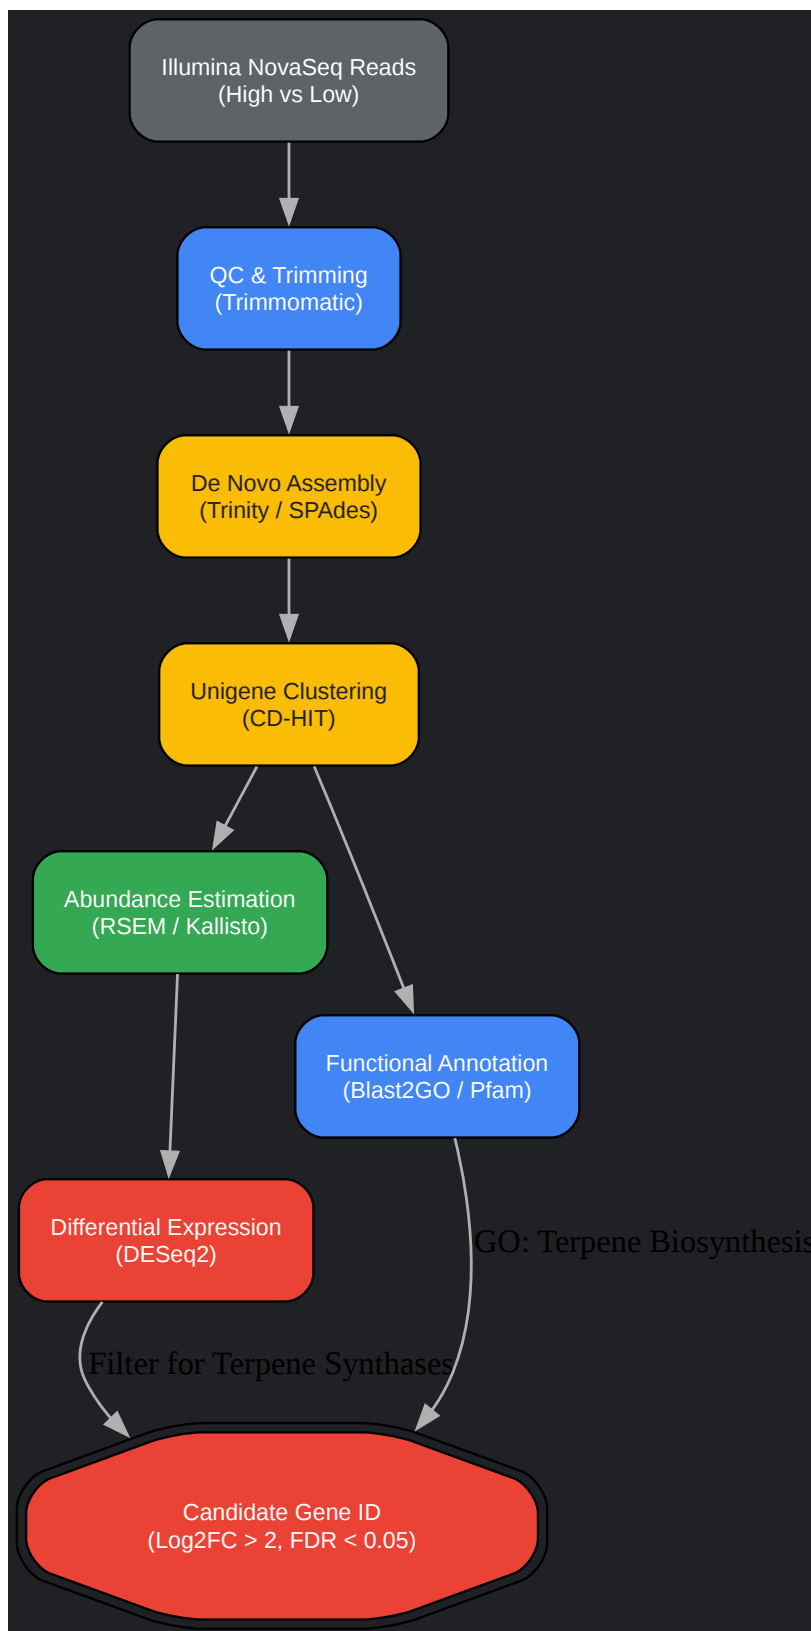 Illumina NovaSeq Reads
(High vs Low)
QC & Trimming
(Trimmomatic)
De Novo Assembly
(Trinity / SPAdes)
Unigene Clustering
(CD-HIT)
Abundance Estimation
(RSEM / Kallisto)
Functional Annotation
(Blast2GO / Pfam)
Differential Expression
(DESeq2)
GO: Terpene Biosynthesis
Filter for Terpene Synthases
Candidate Gene ID
(Log2FC > 2, FDR < 0.05)